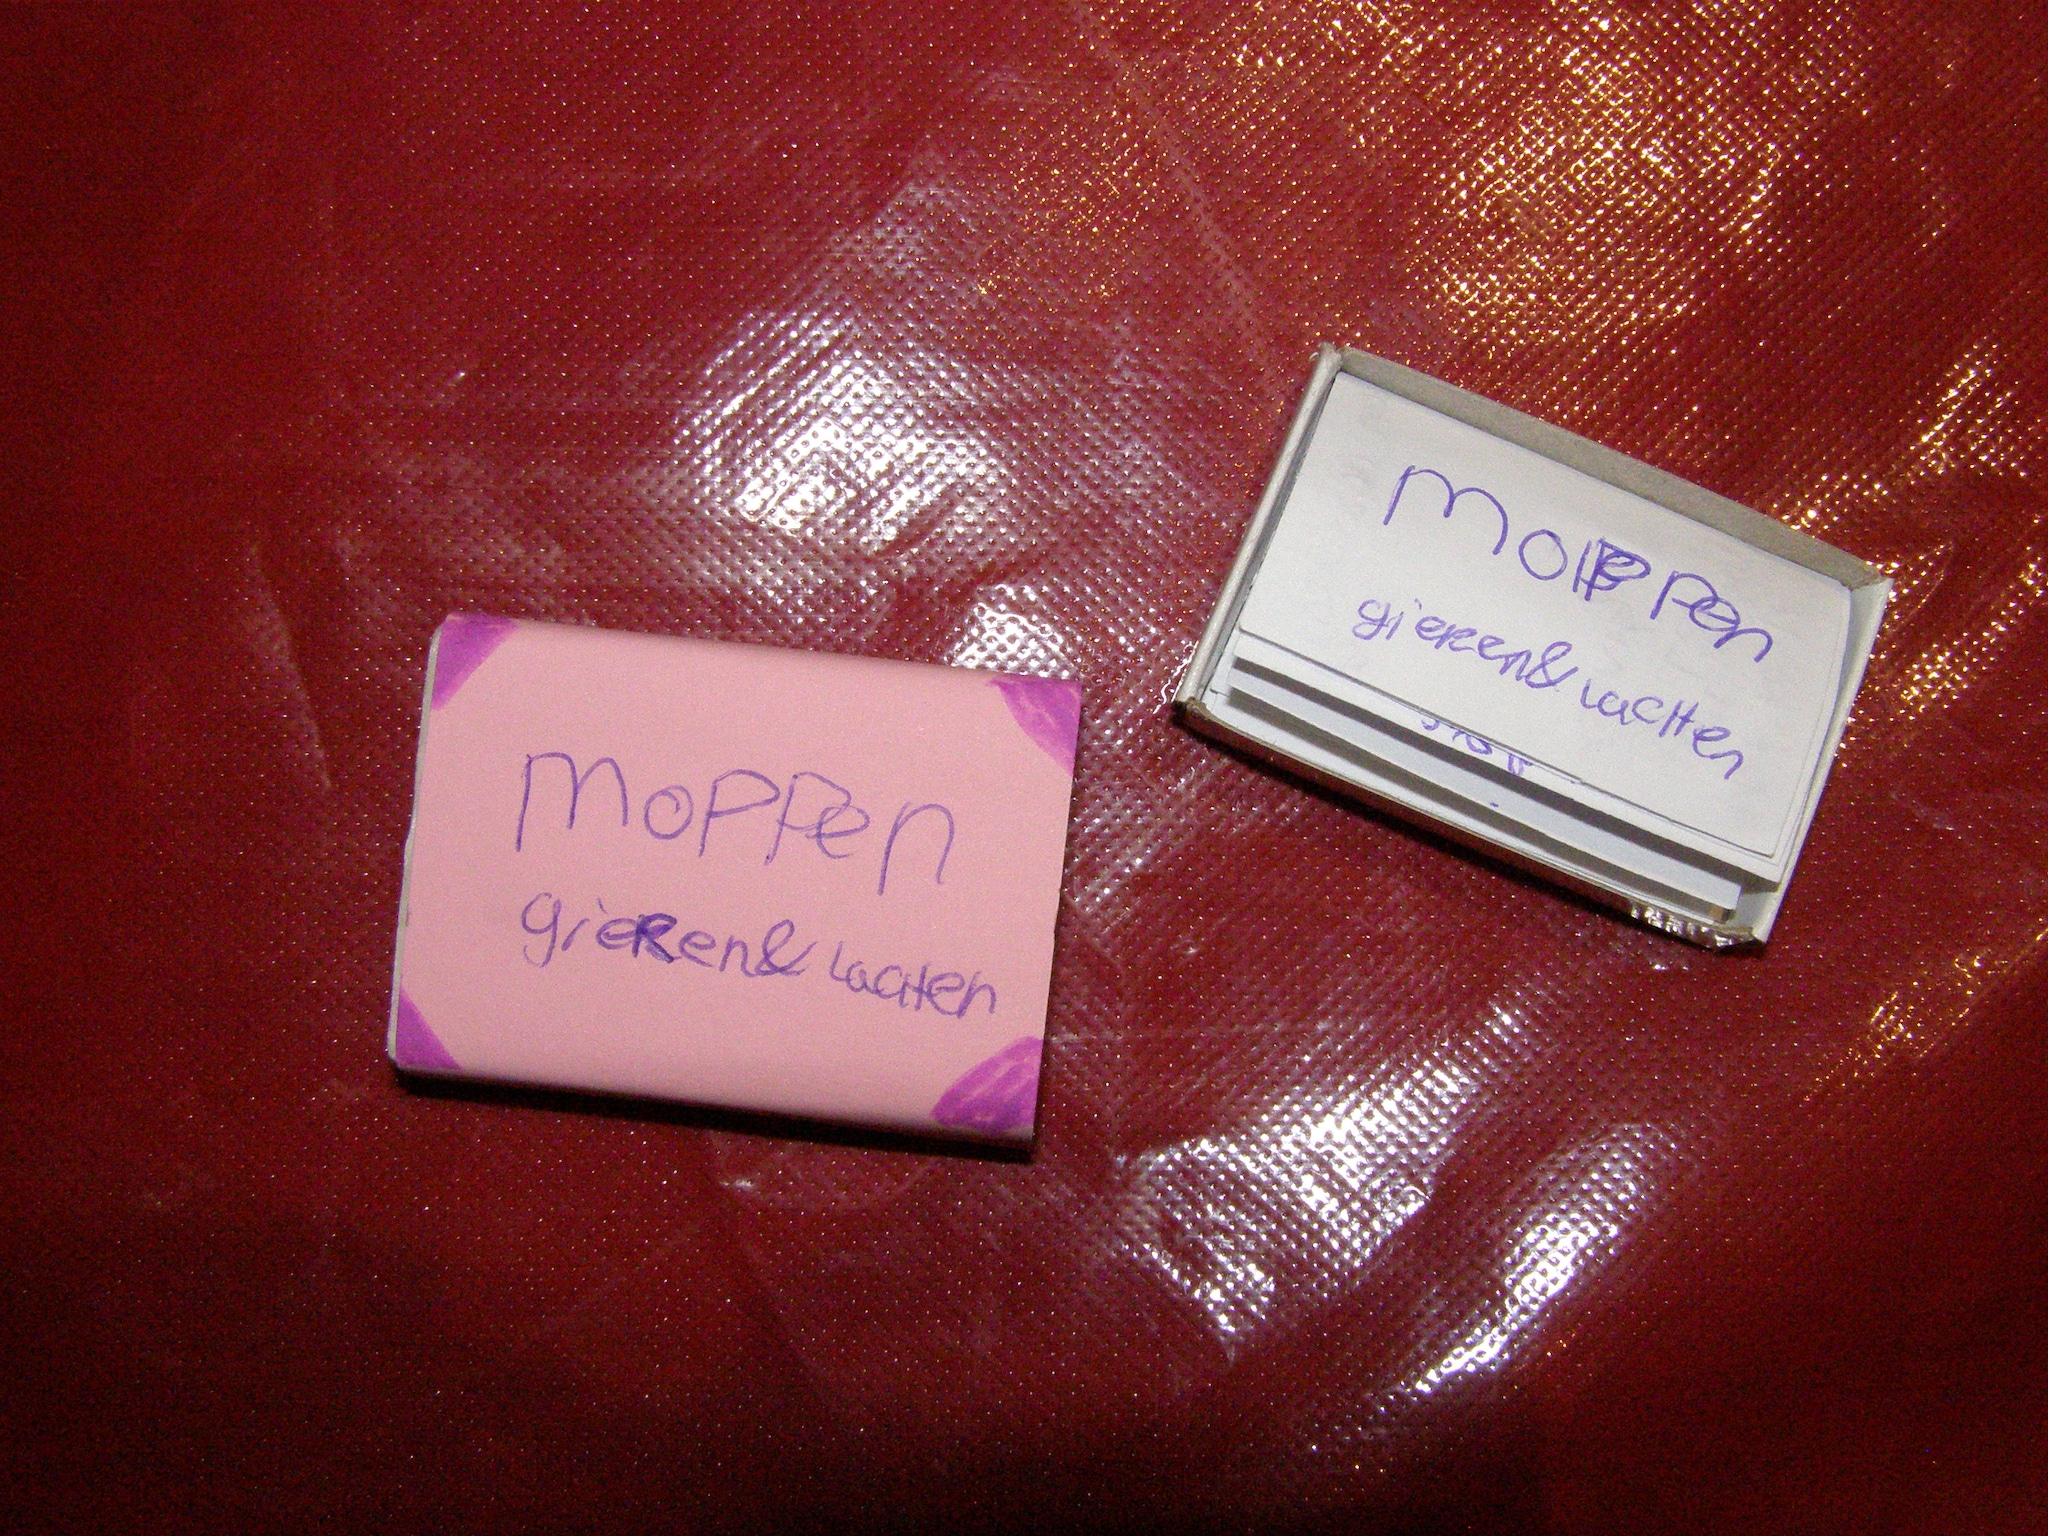 moppen
gieRen & lachen
moppen
gieren & lachen